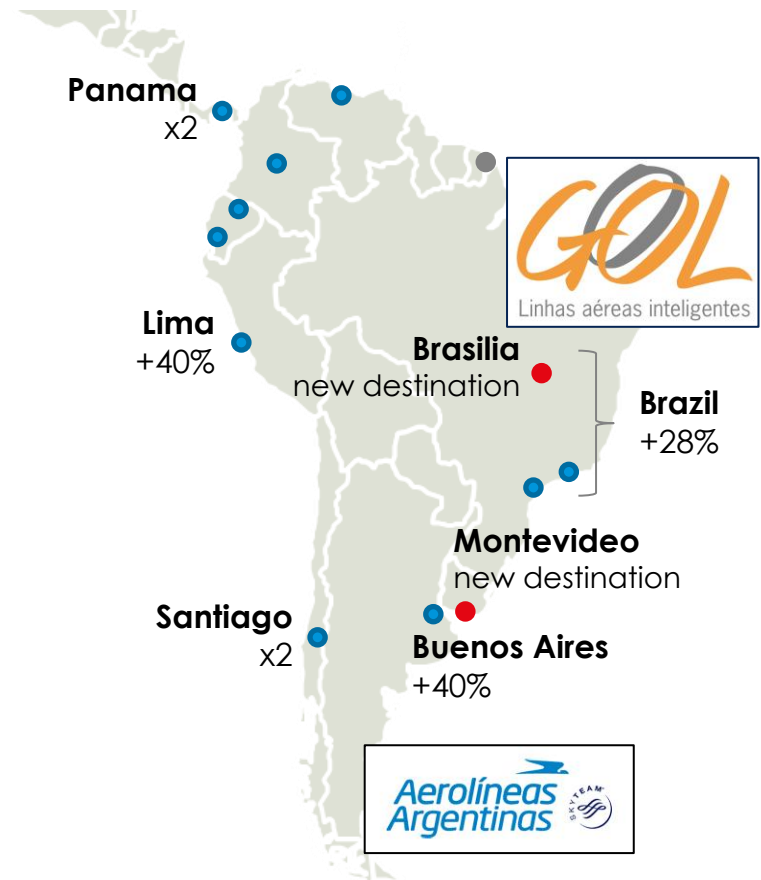 Panama
x2
GOL
Linhas aéreas inteligentes
Lima
+40%
Brasilia
new destination
Brazil
+28%
Montevideo
new destination
Santiago
x2
Buenos Aires
+40%
Aerolíneas
Argentinas
SKYTEAM